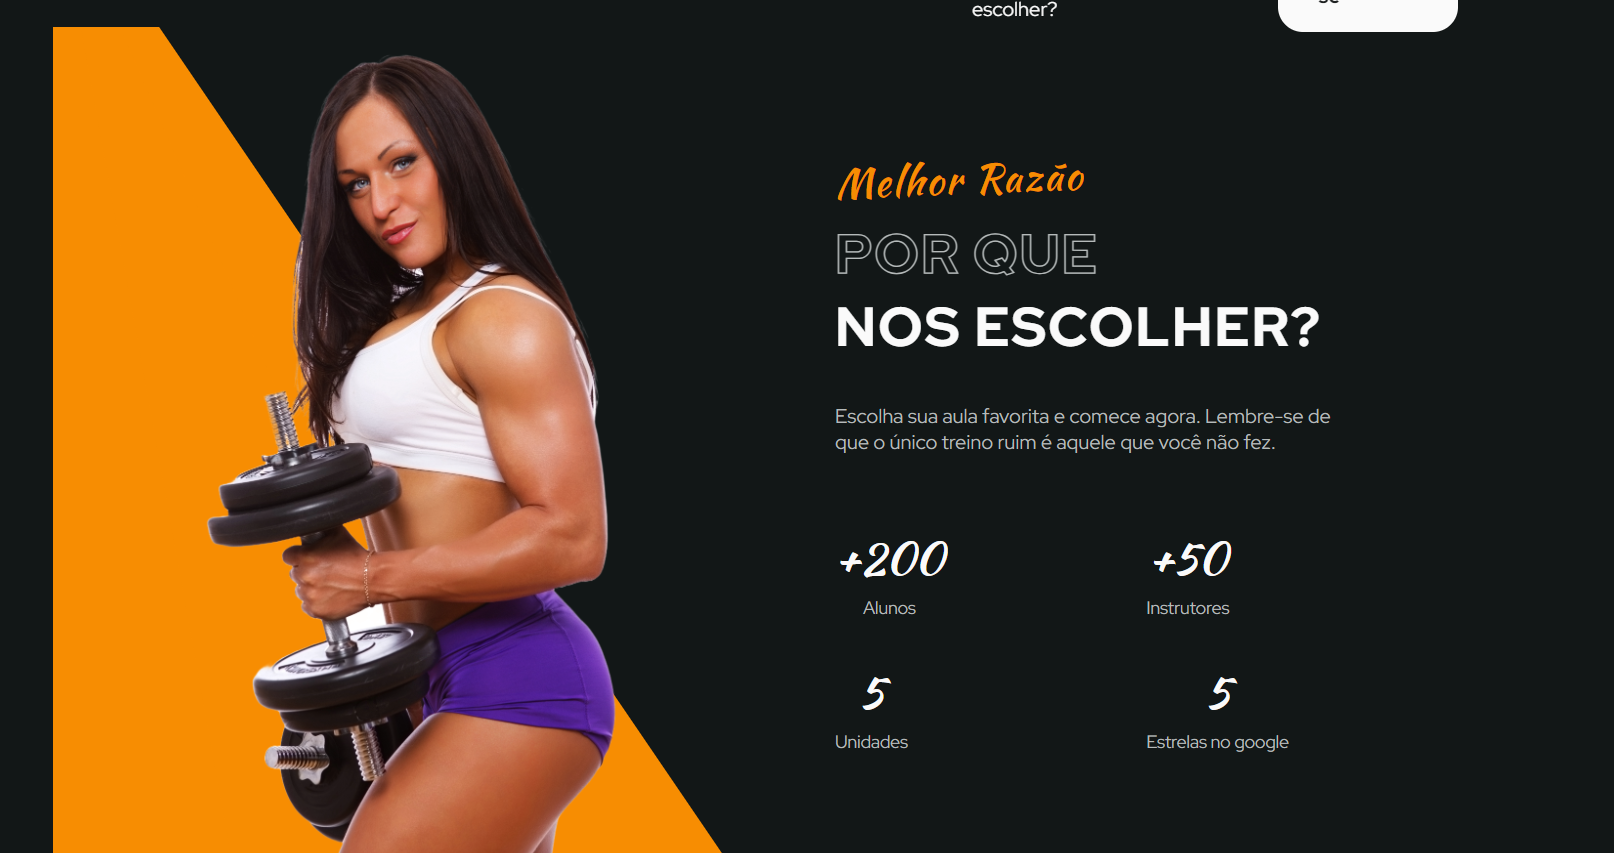 escolher?
se
Melhor Razão
POR QUE
NOS ESCOLHER?
Escolha sua aula favorita e comece agora. Lembre-se de
que o único treino ruim é aquele que você não fez.
+200
+50
Alunos
Instrutores
5
5
Unidades
Estrelas no google